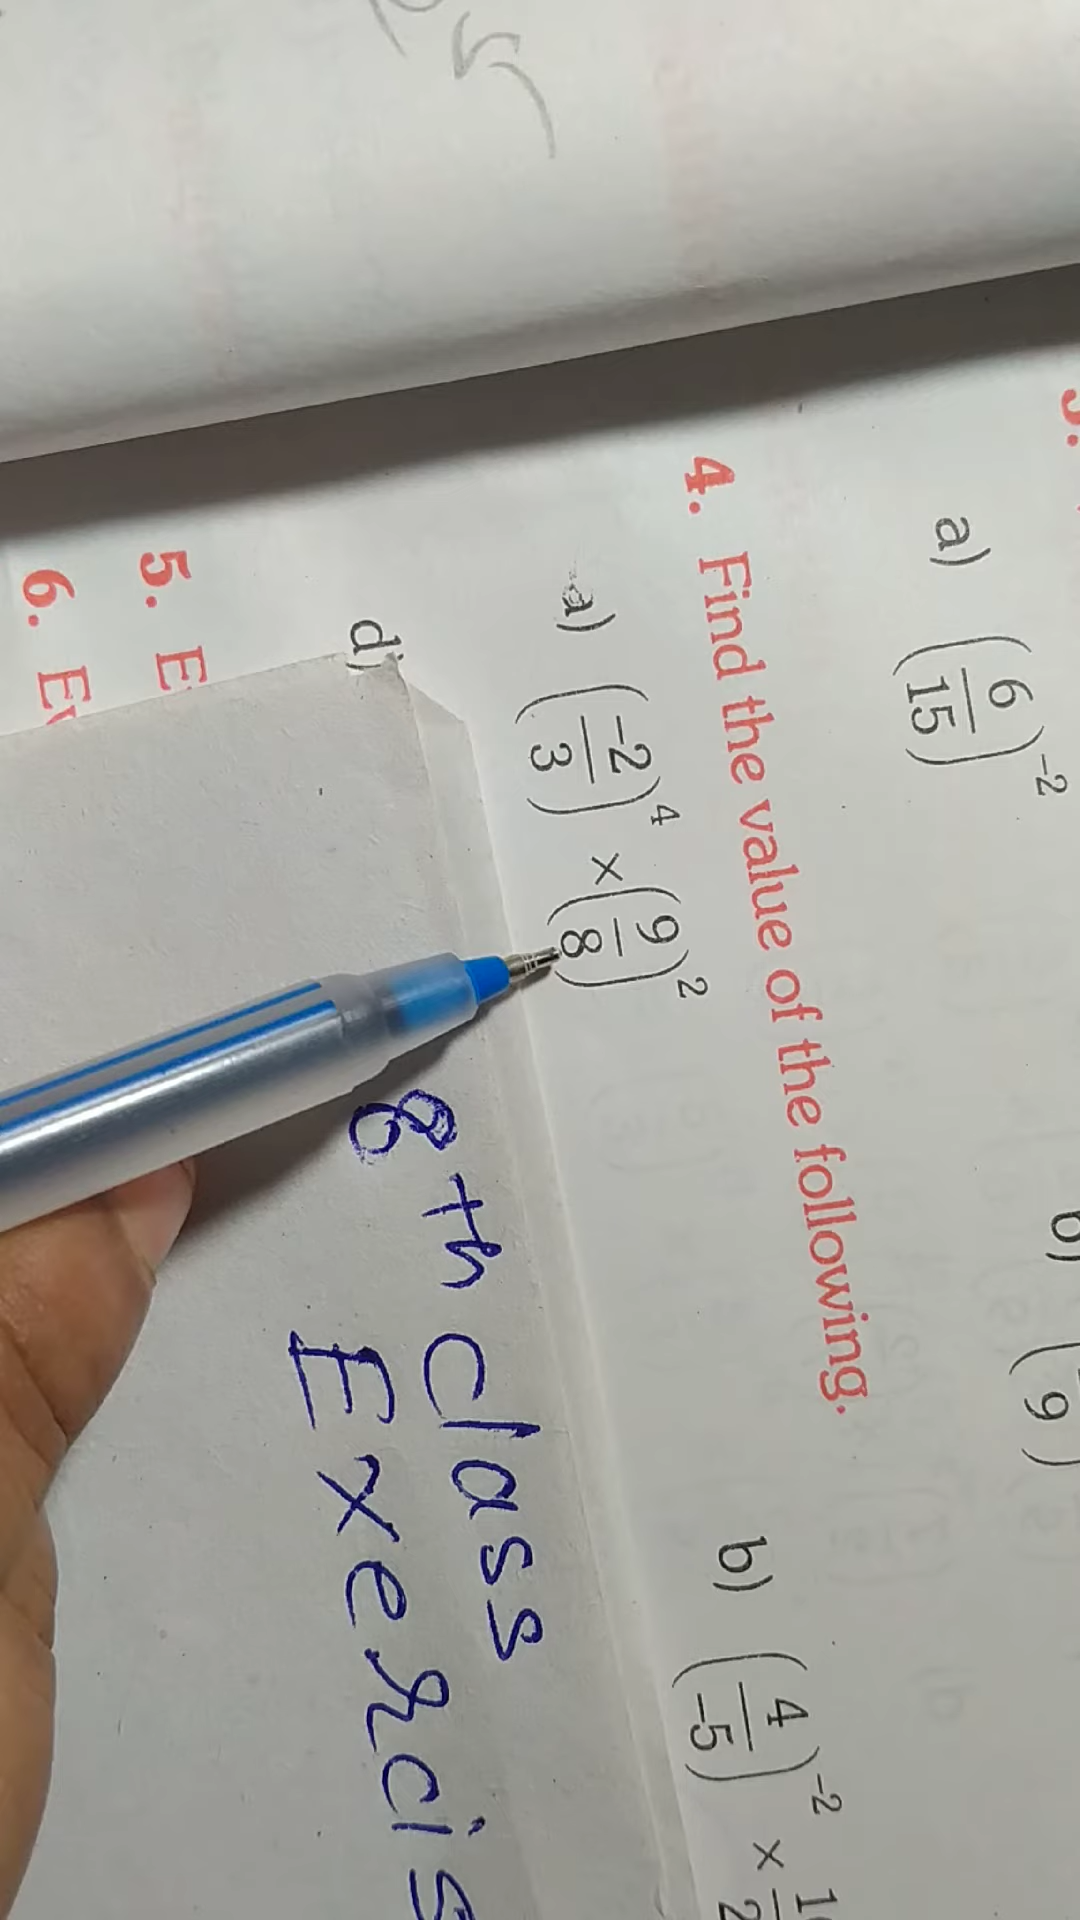 a) (6/15)^-2
b)
4. Find the value of the following.
a) (-2/3)^4 × (9/8)^2
b) (4/-5)^-2 ×
d)
5.
6.
8th class